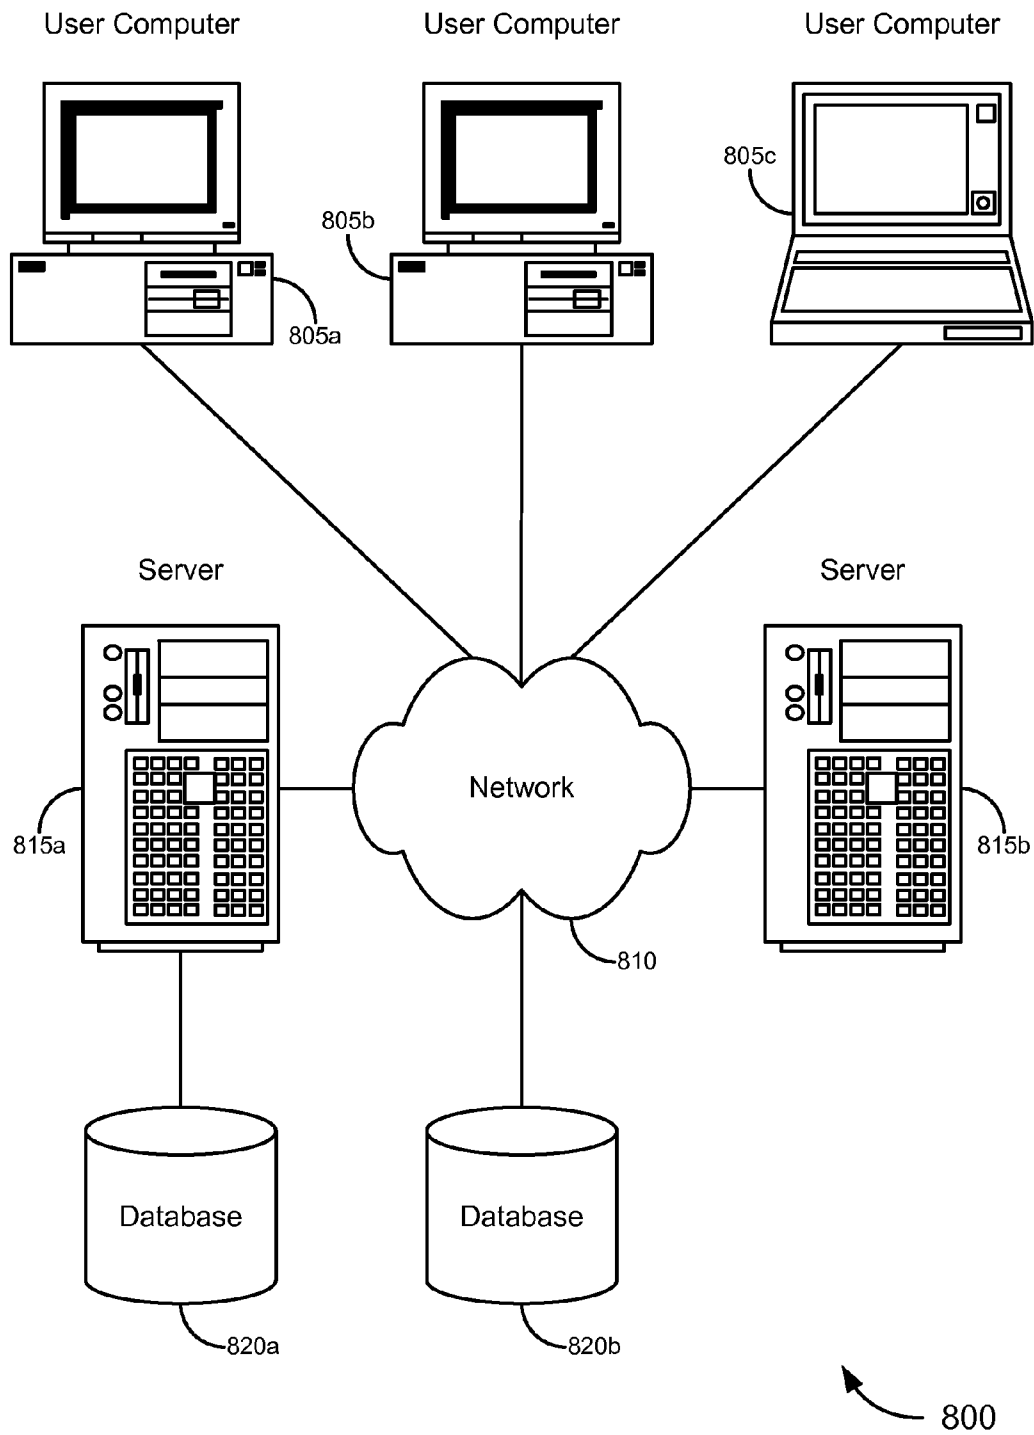 User Computer
User Computer
User Computer
805c
805b
805a
Server
Server
Network
815a
815b
810
Database
Database
820a
820b
800